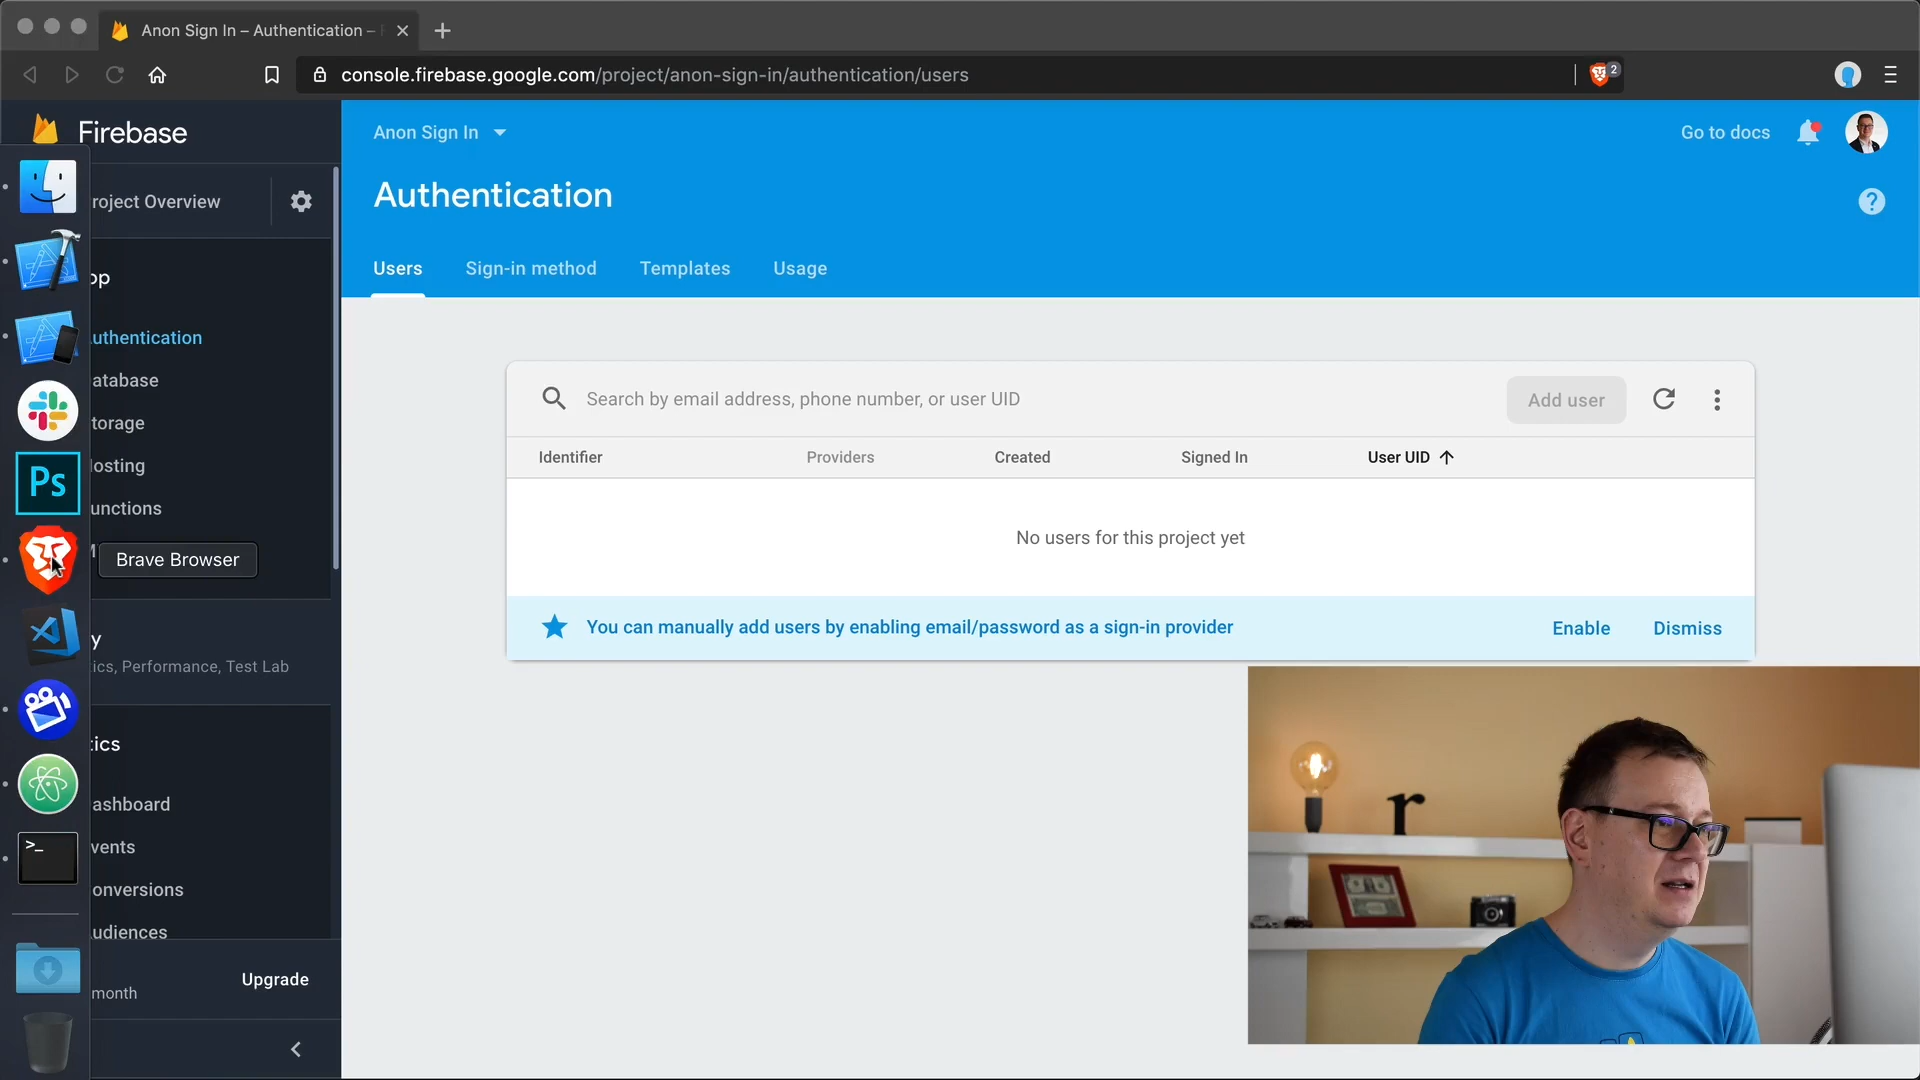 Anon Sign In – Authentication –
console.firebase.google.com/project/anon-sign-in/authentication/users
2
Firebase
Anon Sign In
Go to docs
roject Overview
Authentication
?
Users
Sign-in method
Templates
Usage
op
uthentication
atabase
torage
osting
unctions
Ps
Brave Browser
Search by email address, phone number, or user UID
Add user
Identifier
Providers
Created
Signed In
User UID
No users for this project yet
You can manually add users by enabling email/password as a sign-in provider
Enable
Dismiss
y
ics, Performance, Test Lab
tics
ashboard
vents
onversions
udiences
>_
Upgrade
month
r